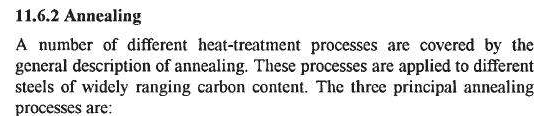 11.6.2 Annealing
A number of different heat-treatment processes are covered by the
general description of annealing. These processes are applied to different
steels of widely ranging carbon content. The three principal annealing
processes are: